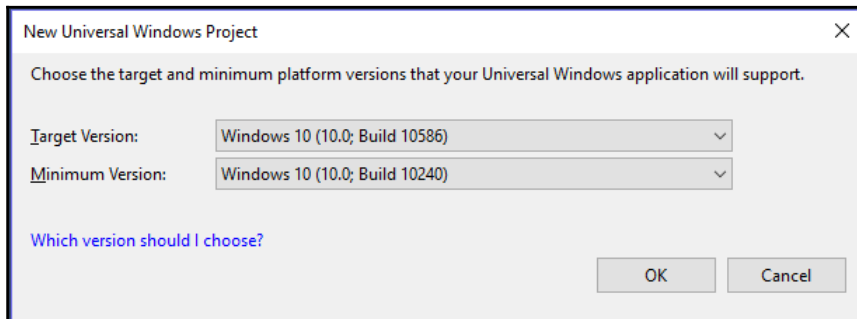 New Universal Windows Project
Choose the target and minimum platform versions that your Universal Windows application will support.
Target Version: Windows 10 (10.0; Build 10586)
Minimum Version: Windows 10 (10.0; Build 10240)
Which version should I choose?
OK Cancel